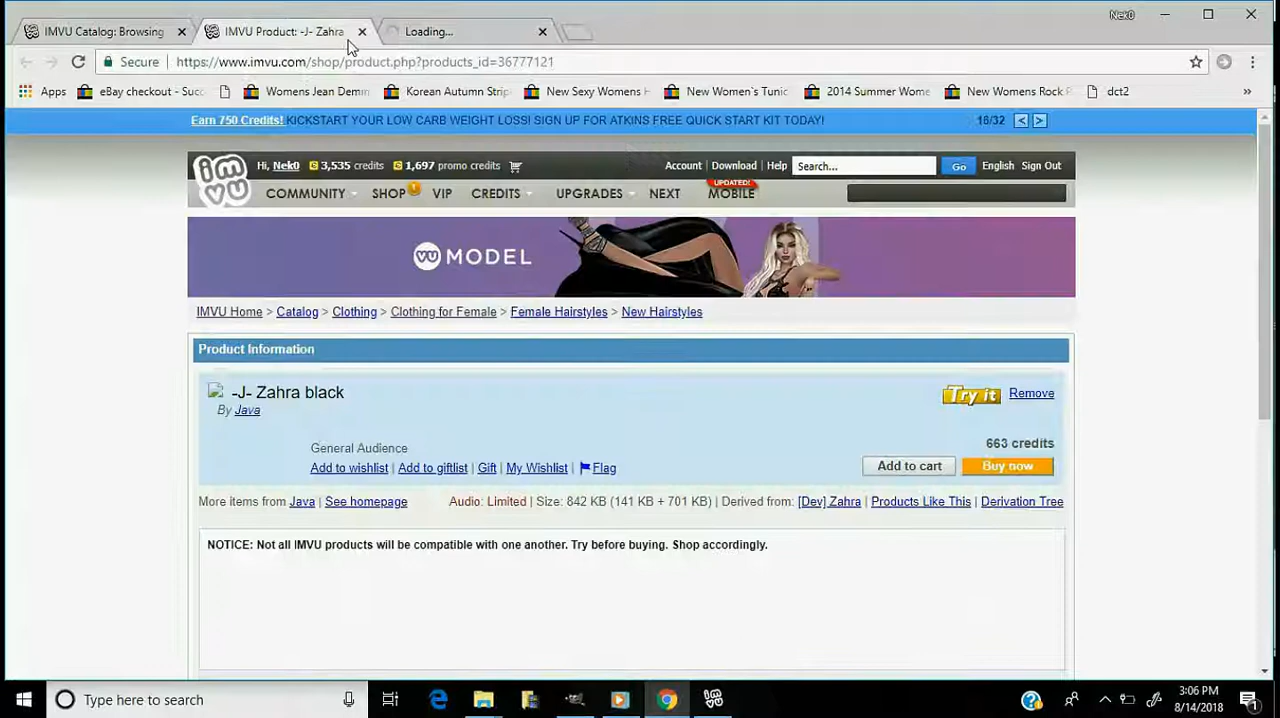 Nek0
IMVU Catalog: Browsing
IMVU Product: -J- Zahra
Loading...
Secure
https://www.imvu.com/shop/product.php?products_id=36777121
Apps
eBay checkout - Succ
Womens Jean Demin
Korean Autumn Strip
New Sexy Womens H
New Women's Tunic
2014 Summer Wome
New Womens Rock P
dct2
»
Earn 750 Credits! KICKSTART YOUR LOW CARB WEIGHT LOSS! SIGN UP FOR ATKINS FREE QUICK START KIT TODAY!
18/32 < >
imvu
Hi, Nek0 3,535 credits 1,697 promo credits
Account | Download | Help Search... Go English Sign Out
COMMUNITY SHOP 1 VIP CREDITS UPGRADES NEXT UPDATED! MOBILE
vu MODEL
IMVU Home > Catalog > Clothing > Clothing for Female > Female Hairstyles > New Hairstyles
Product Information
-J- Zahra black
By Java
Try it Remove
663 credits
General Audience
Add to wishlist | Add to giftlist | Gift | My Wishlist | Flag
Add to cart Buy now
More items from Java | See homepage
Audio: Limited | Size: 842 KB (141 KB + 701 KB) | Derived from: [Dev] Zahra | Products Like This | Derivation Tree
NOTICE: Not all IMVU products will be compatible with one another. Try before buying. Shop accordingly.
Type here to search
3:06 PM
8/14/2018
1